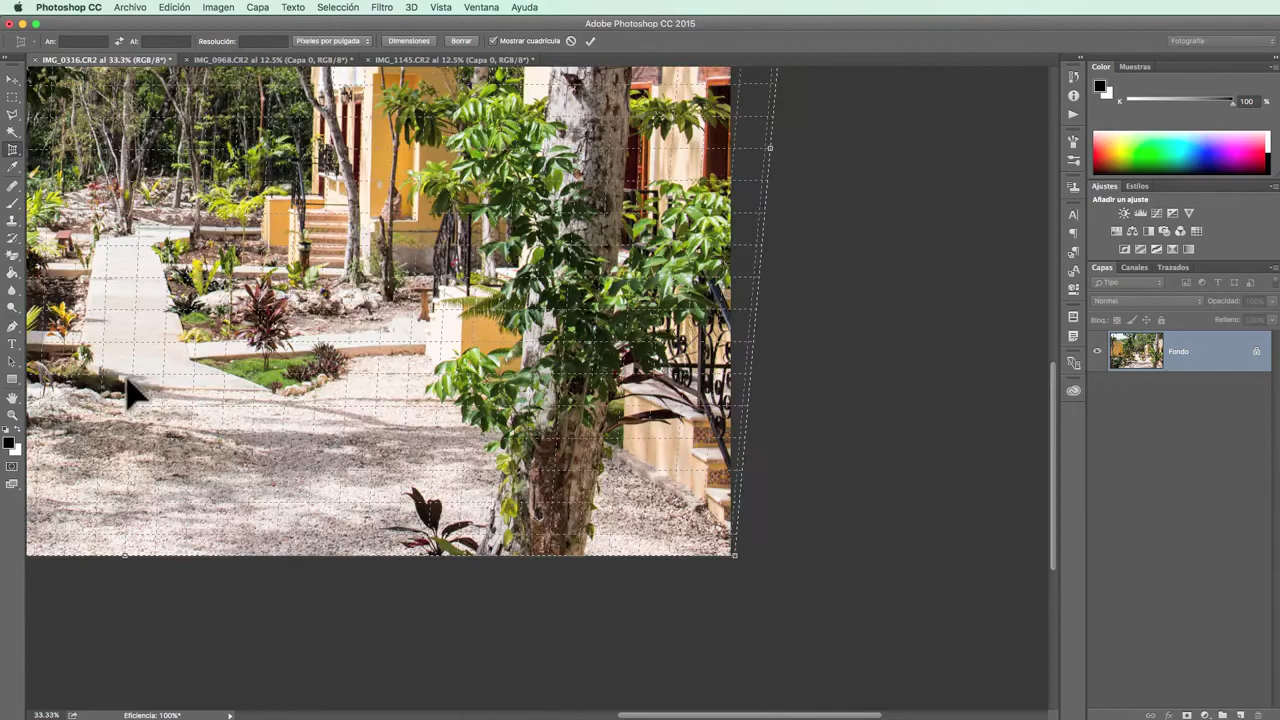 Photoshop CC Archivo Edición Imagen Capa Texto Selección Filtro 3D Vista Ventana Ayuda
Adobe Photoshop CC 2015
An: Al: Resolución: Píxeles por pulgada Dimensiones Borrar Mostrar cuadrícula Fotografía
IMG_0316.CR2 al 33.3% (RGB/8*) * IMG_0968.CR2 al 12.5% (Capa 0, RGB/8*) * IMG_1145.CR2 al 12.5% (Capa 0, RGB/8*) *
Color Muestras
K 100 %
Ajustes Estilos
Añadir un ajuste
Capas Canales Trazados
Tipo
Normal Opacidad: 100%
Bloq.: Relleno: 100%
Fondo
33.33% Eficiencia: 100%*